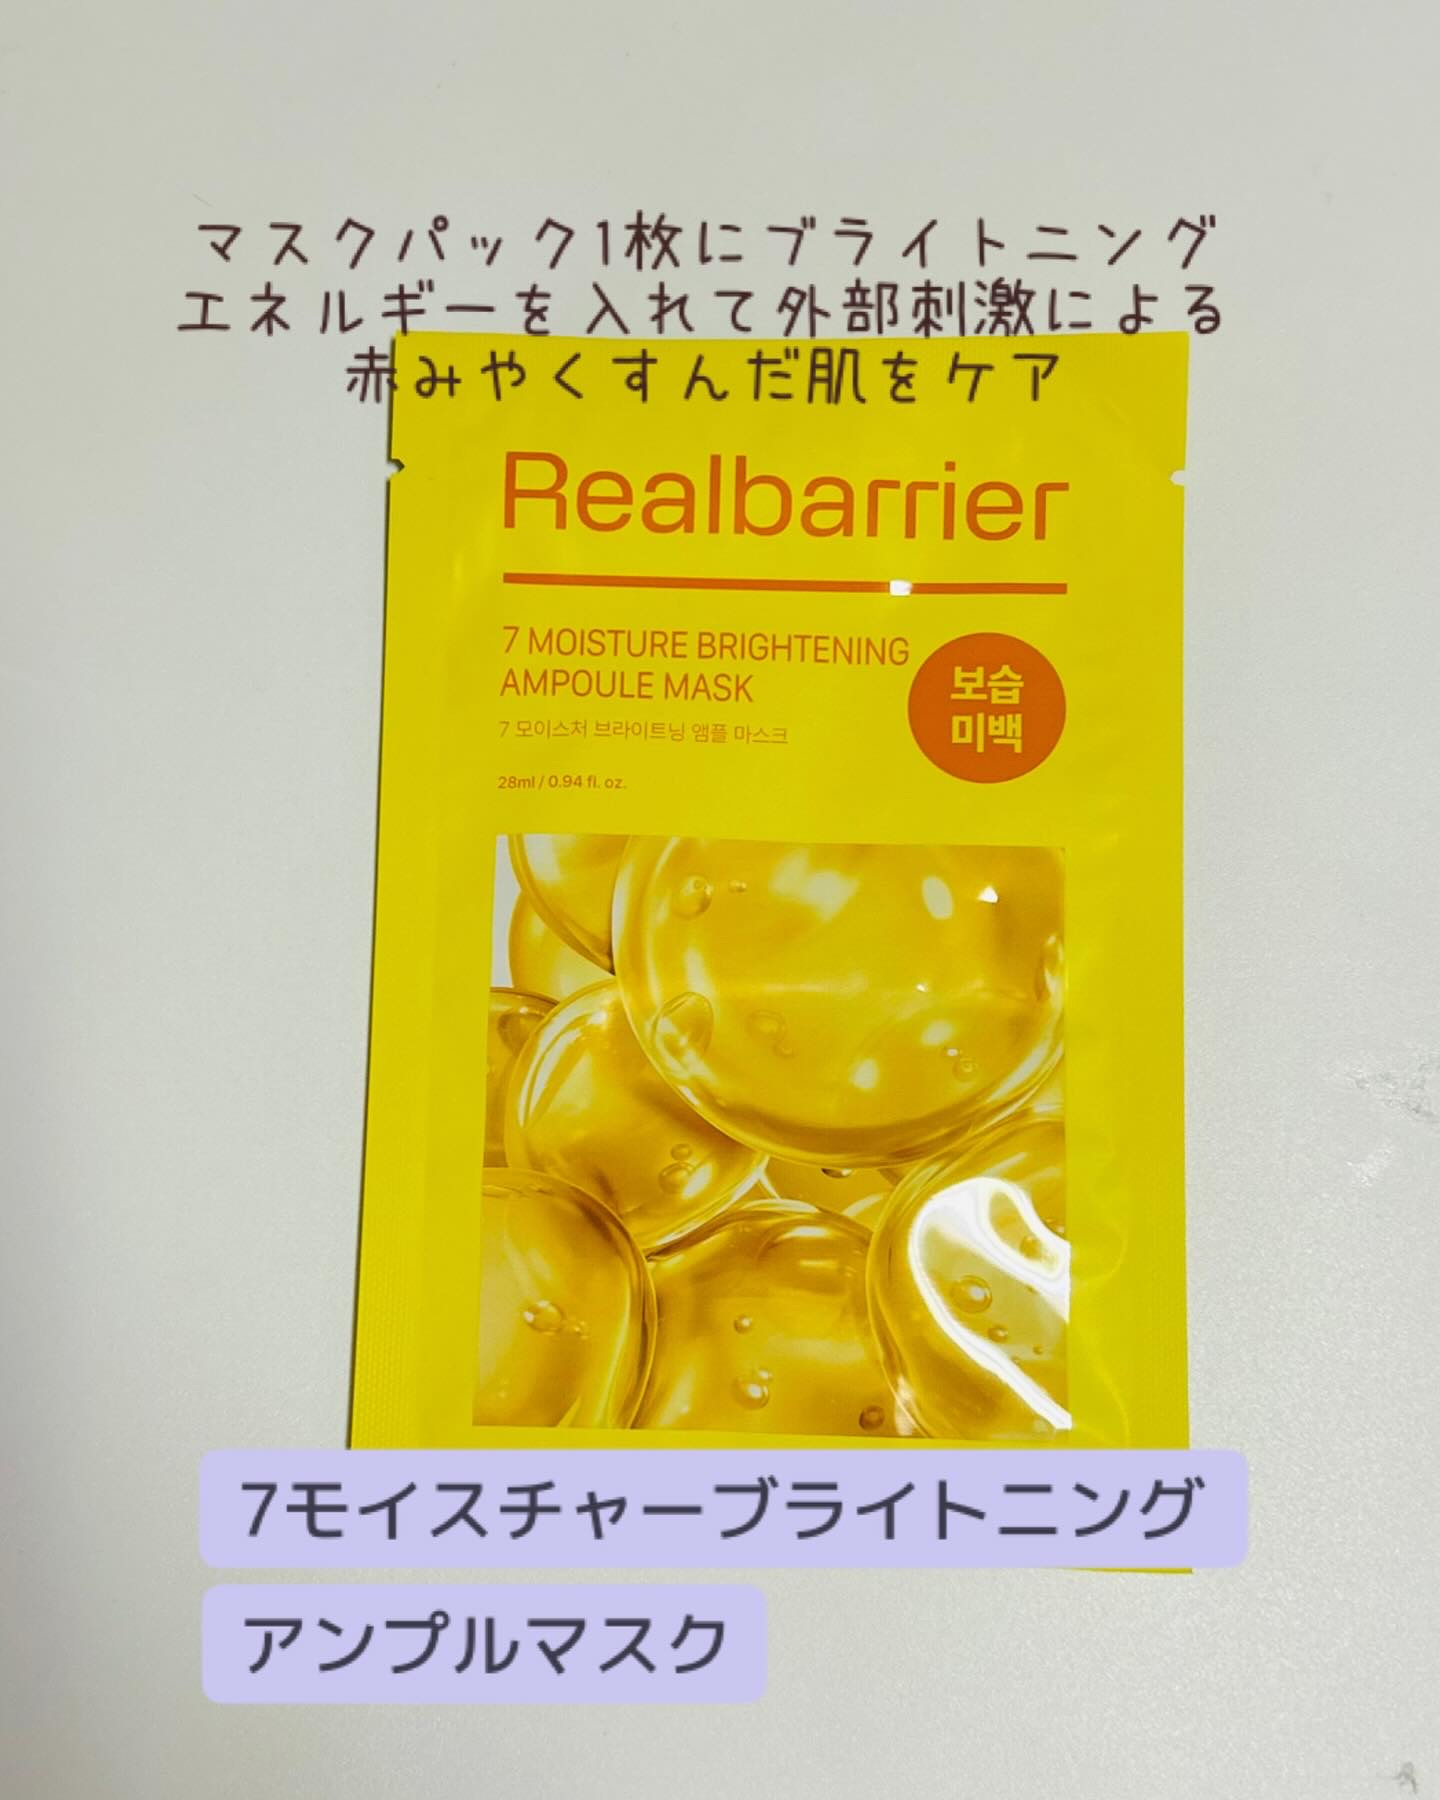 マスクパック1枚にブライトニング
エネルギーを入れて外部刺激による
赤みやくすんだ肌をケア
Realbarrier
7 MOISTURE BRIGHTENING
AMPOULE MASK
7 모이스처 브라이트닝 앰플 마스크
28ml / 0.94 fl. oz.
보습
미백
7モイスチャーブライトニング
アンプルマスク